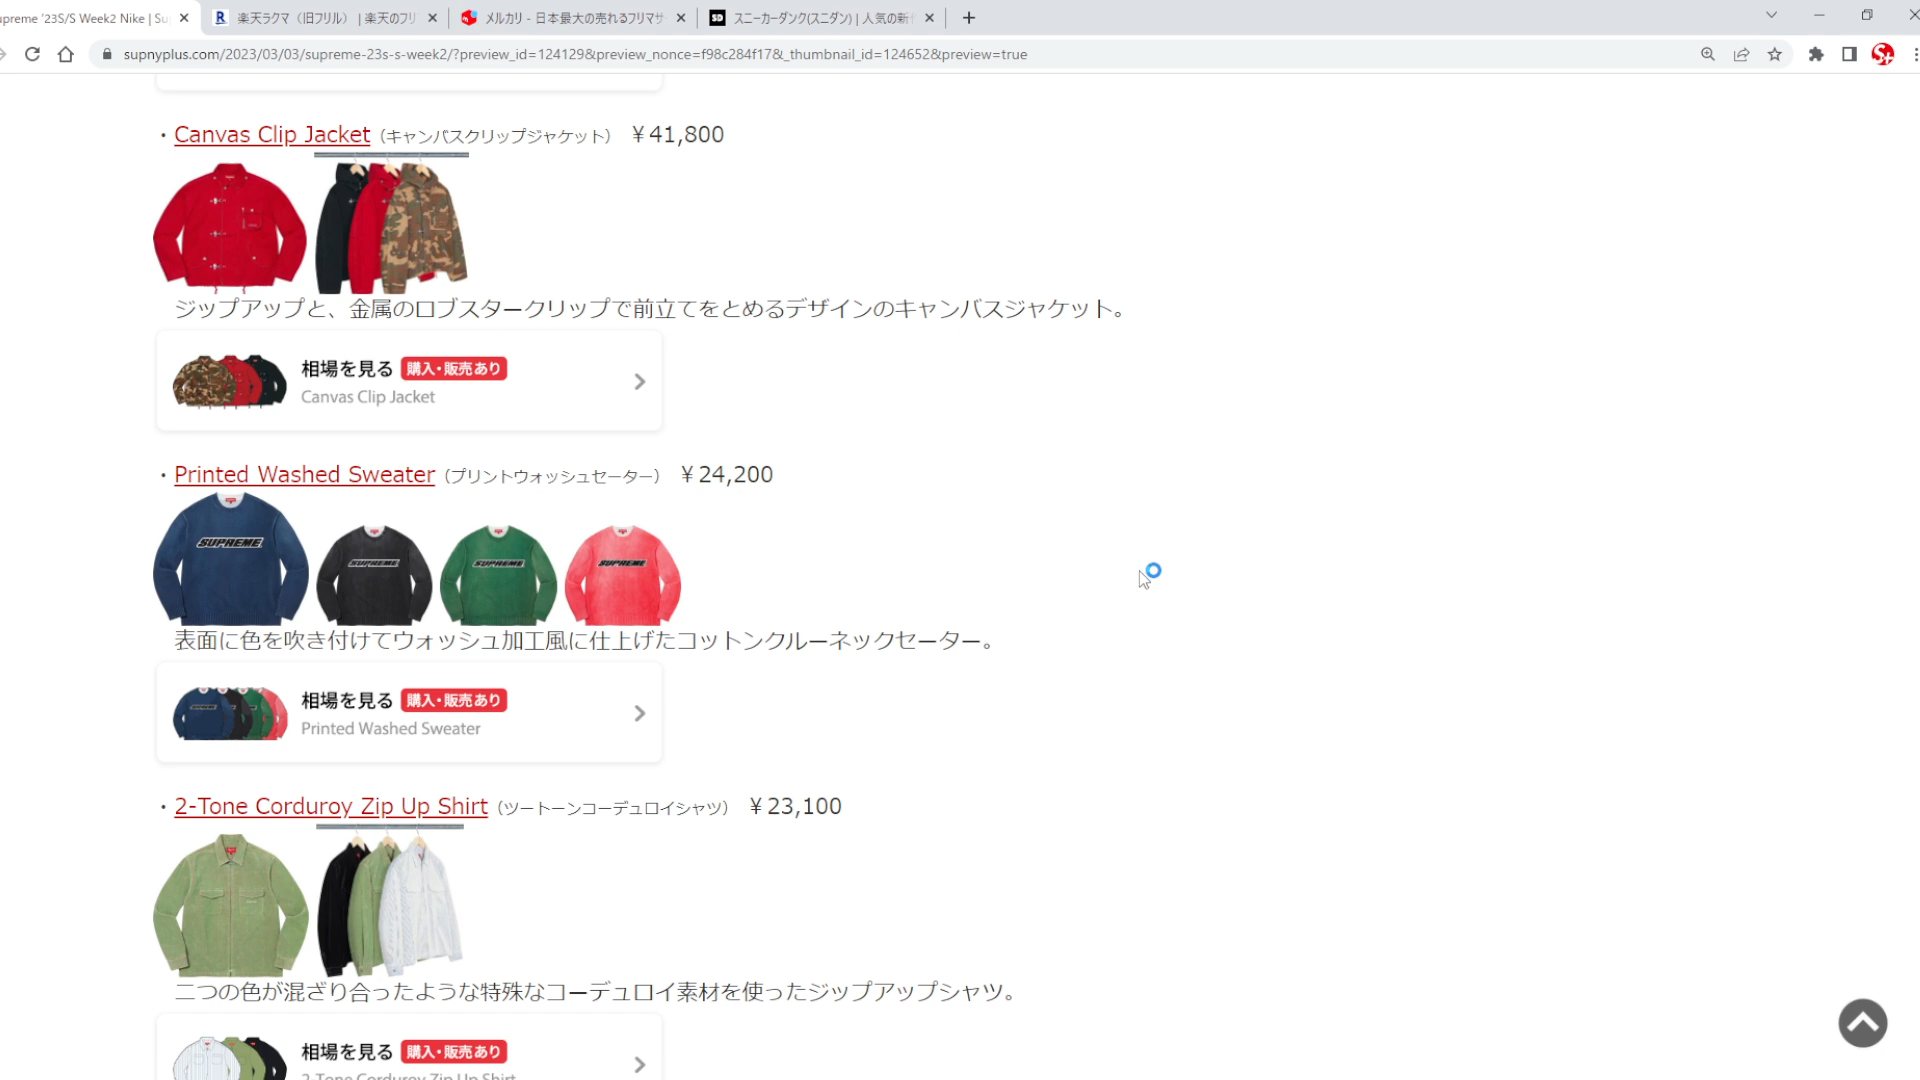 upreme '23S/S Week2 Nike | Su
楽天ラクマ（旧フリル） | 楽天のフリ
メルカリ - 日本最大の売れるフリマサ
スニーカーダンク(スニダン) | 人気の新作
supnyplus.com/2023/03/03/supreme-23s-s-week2/?preview_id=124129&preview_nonce=f98c284f17&_thumbnail_id=124652&preview=true
・Canvas Clip Jacket（キャンバスクリップジャケット） ￥41,800
ジップアップと、金属のロブスタークリップで前立てをとめるデザインのキャンバスジャケット。
相場を見る 購入・販売あり
Canvas Clip Jacket
・Printed Washed Sweater（プリントウォッシュセーター） ￥24,200
SUPREME SUPREME SUPREME SUPREME
表面に色を吹き付けてウォッシュ加工風に仕上げたコットンクルーネックセーター。
相場を見る 購入・販売あり
Printed Washed Sweater
・2-Tone Corduroy Zip Up Shirt（ツートーンコーデュロイシャツ） ￥23,100
二つの色が混ざり合ったような特殊なコーデュロイ素材を使ったジップアップシャツ。
相場を見る 購入・販売あり
2-Tone Corduroy Zip Up Shirt